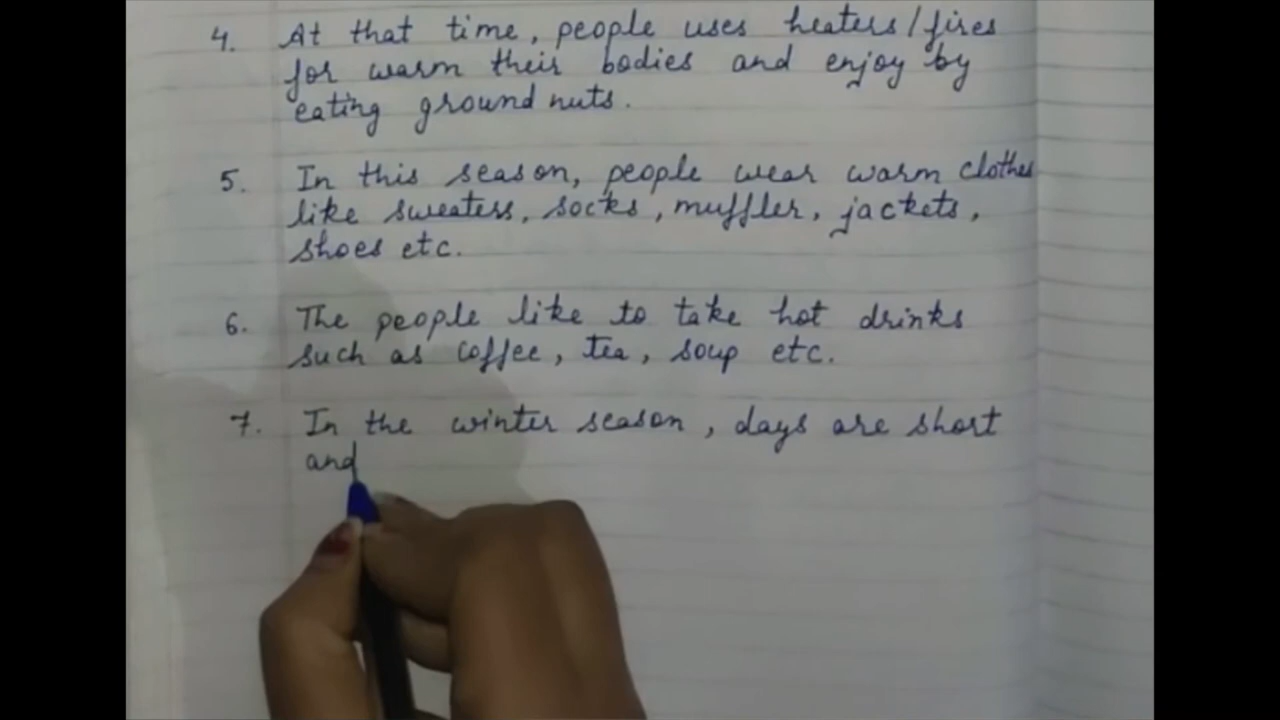 4. At that time, people uses heaters/fires
for warm their bodies and enjoy by
eating ground nuts.
5. In this season, people wear warm clothes
like sweaters, socks, muffler, jackets,
shoes etc.
6. The people like to take hot drinks
such as coffee, tea, soup etc.
7. In the winter season, days are short
and